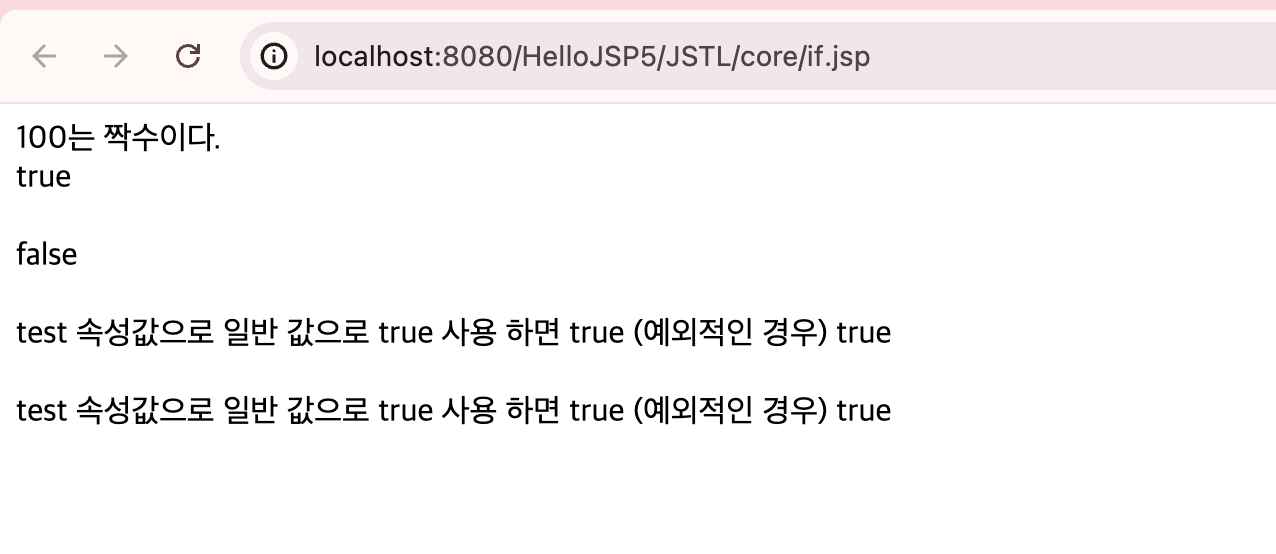 localhost:8080/HelloJSP5/JSTL/core/if.jsp
100는 짝수이다.
true
false
test 속성값으로 일반 값으로 true 사용 하면 true (예외적인 경우) true
test 속성값으로 일반 값으로 true 사용 하면 true (예외적인 경우) true